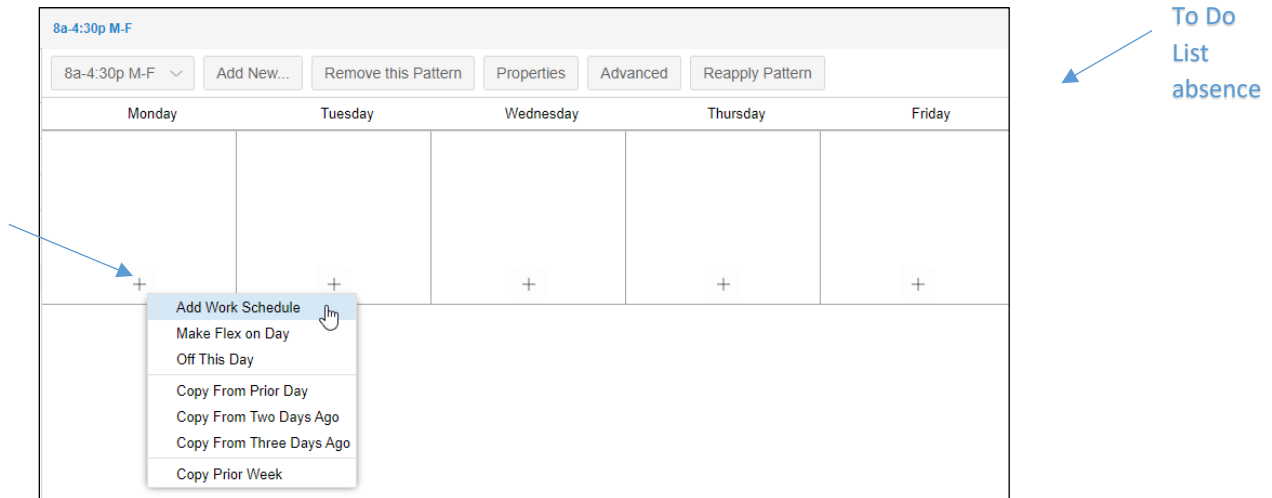 8a-4:30p M-F
8a-4:30p M-F Add New... Remove this Pattern Properties Advanced Reapply Pattern
Monday Tuesday Wednesday Thursday Friday
Add Work Schedule
Make Flex on Day
Off This Day
Copy From Prior Day
Copy From Two Days Ago
Copy From Three Days Ago
Copy Prior Week
To Do
List
absence